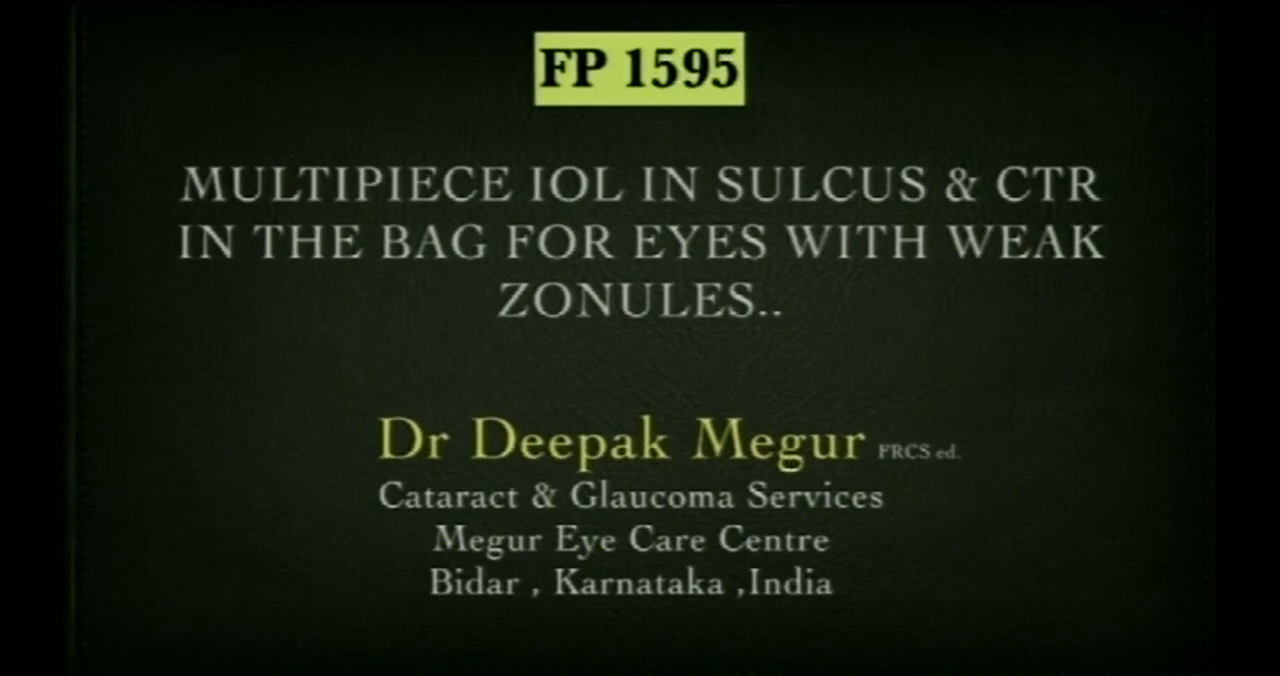 FP 1595
MULTIPIECE IOL IN SULCUS & CTR
IN THE BAG FOR EYES WITH WEAK
ZONULES..
Dr Deepak Megur FRCS ed.
Cataract & Glaucoma Services
Megur Eye Care Centre
Bidar , Karnataka ,India